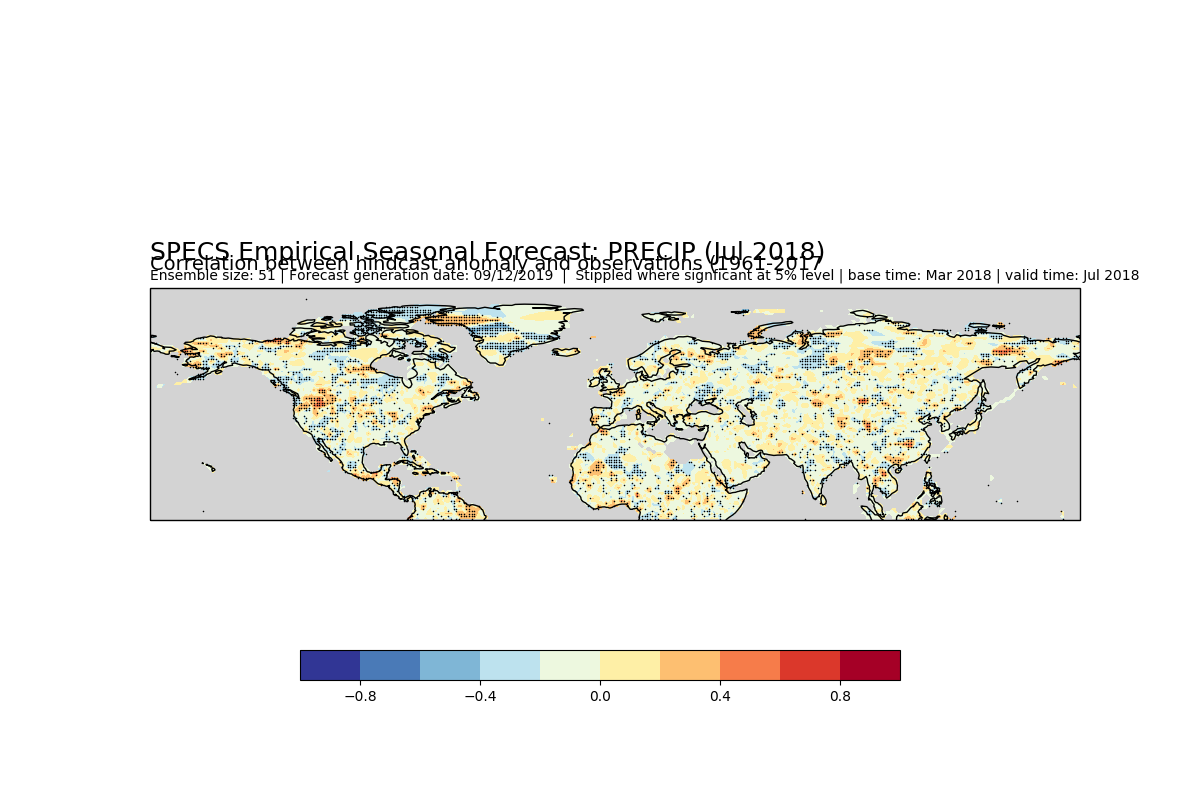 SPECS Empirical Seasonal Forecast: PRECIP (Jul 2018)
Correlation between hindcast anomaly and observations (1961-2017
Ensemble size: 51 | Forecast generation date: 09/12/2019 | Stippled where signficant at 5% level | base time: Mar 2018 | valid time: Jul 2018
−0.8 −0.4 0.0 0.4 0.8